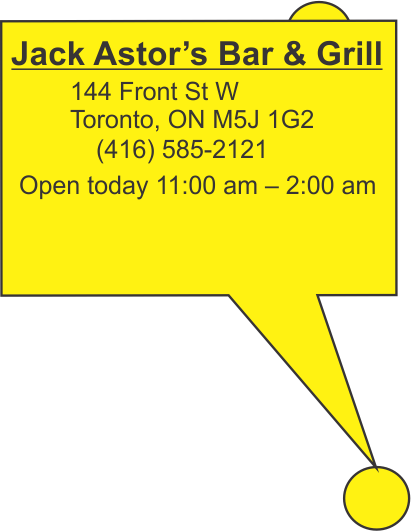 Jack Astor’s Bar & Grill
144 Front St W
Toronto, ON M5J 1G2
(416) 585-2121
Open today 11:00 am – 2:00 am